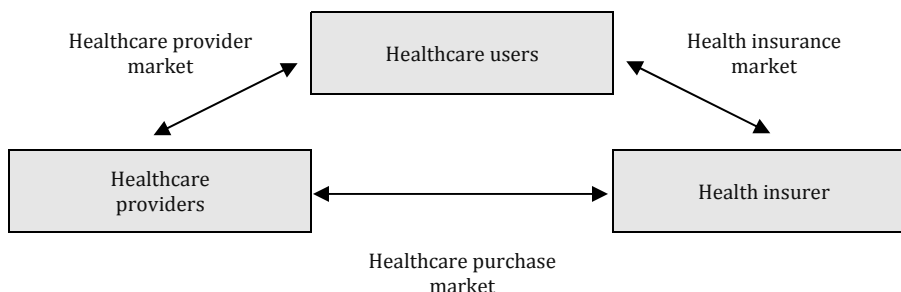 Healthcare provider
market
Healthcare users
Health insurance
market
Healthcare
providers
Health insurer
Healthcare purchase
market